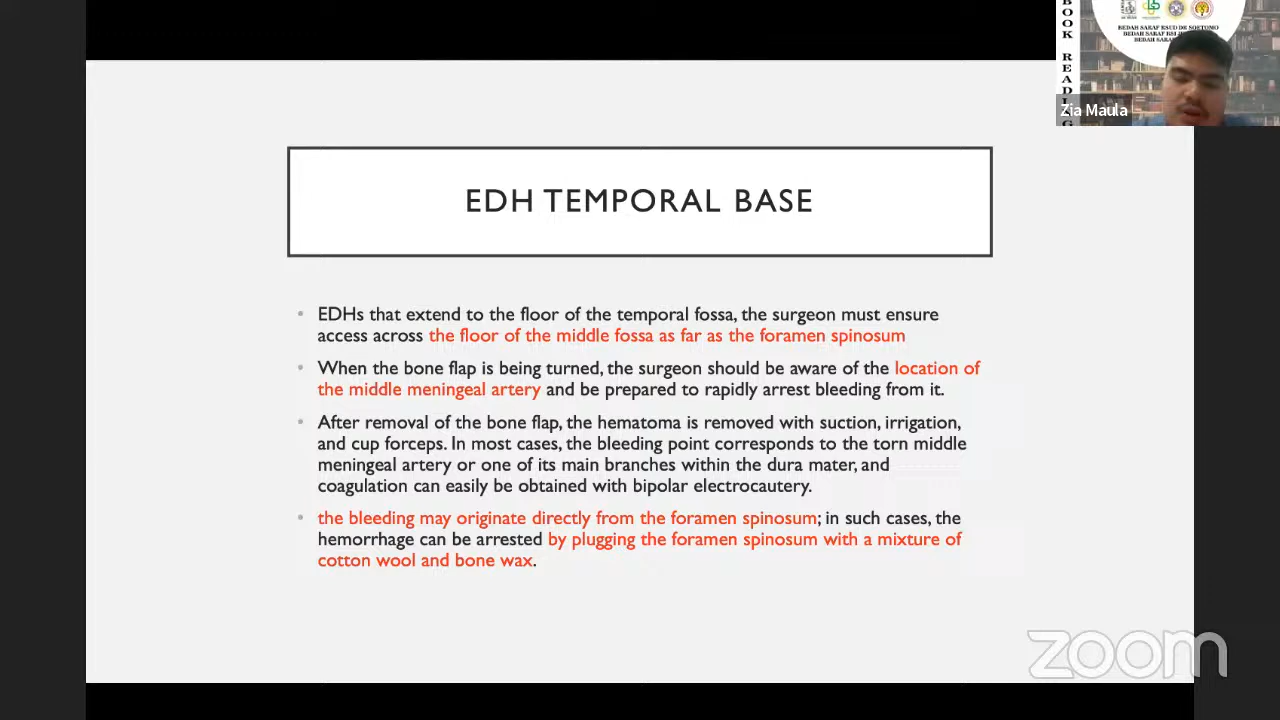 BEDAH SARAF RSUD DR SOETOMO
BEDAH SARAF RSI
BEDAH SARAF
BOOK READING
Zia Maula
EDH TEMPORAL BASE
• EDHs that extend to the floor of the temporal fossa, the surgeon must ensure
access across the floor of the middle fossa as far as the foramen spinosum
• When the bone flap is being turned, the surgeon should be aware of the location of
the middle meningeal artery and be prepared to rapidly arrest bleeding from it.
• After removal of the bone flap, the hematoma is removed with suction, irrigation,
and cup forceps. In most cases, the bleeding point corresponds to the torn middle
meningeal artery or one of its main branches within the dura mater, and
coagulation can easily be obtained with bipolar electrocautery.
• the bleeding may originate directly from the foramen spinosum; in such cases, the
hemorrhage can be arrested by plugging the foramen spinosum with a mixture of
cotton wool and bone wax.
zoom